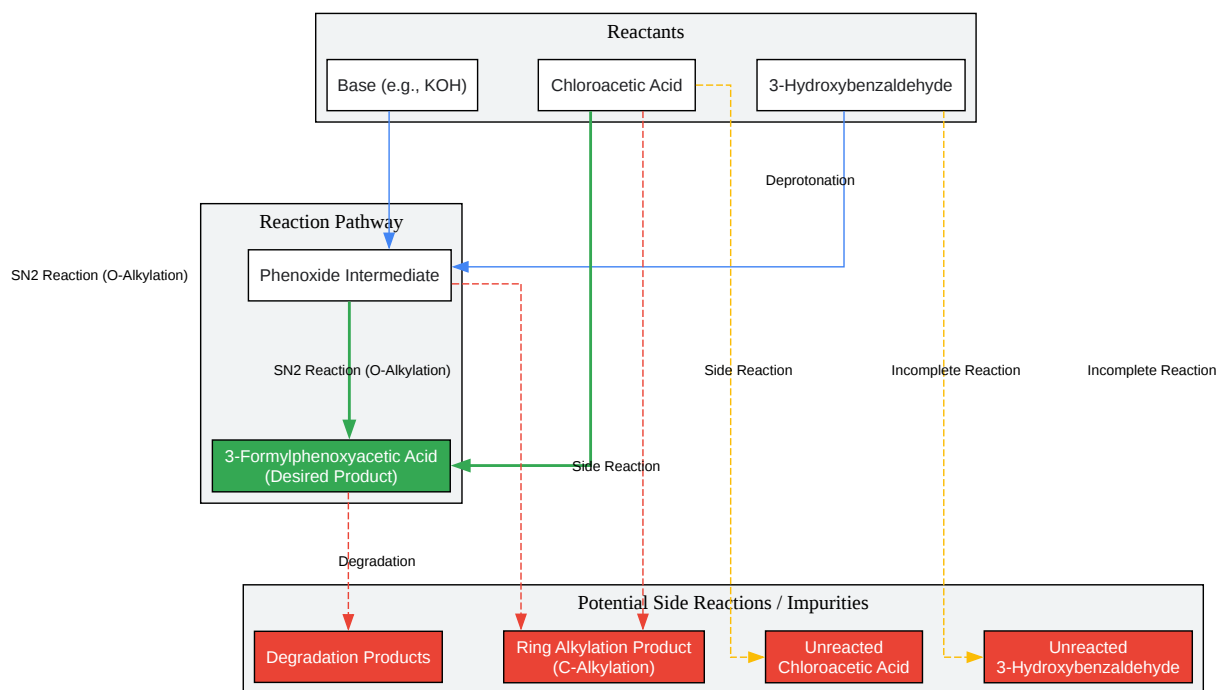 Reactants
Base (e.g., KOH)
Chloroacetic Acid
3-Hydroxybenzaldehyde
Deprotonation
Reaction Pathway
Phenoxide Intermediate
SN2 Reaction (O-Alkylation)
SN2 Reaction (O-Alkylation)
Side Reaction
Incomplete Reaction
Incomplete Reaction
3-Formylphenoxyacetic Acid
(Desired Product)
Side Reaction
Degradation
Potential Side Reactions / Impurities
Degradation Products
Ring Alkylation Product
(C-Alkylation)
Unreacted
Chloroacetic Acid
Unreacted
3-Hydroxybenzaldehyde